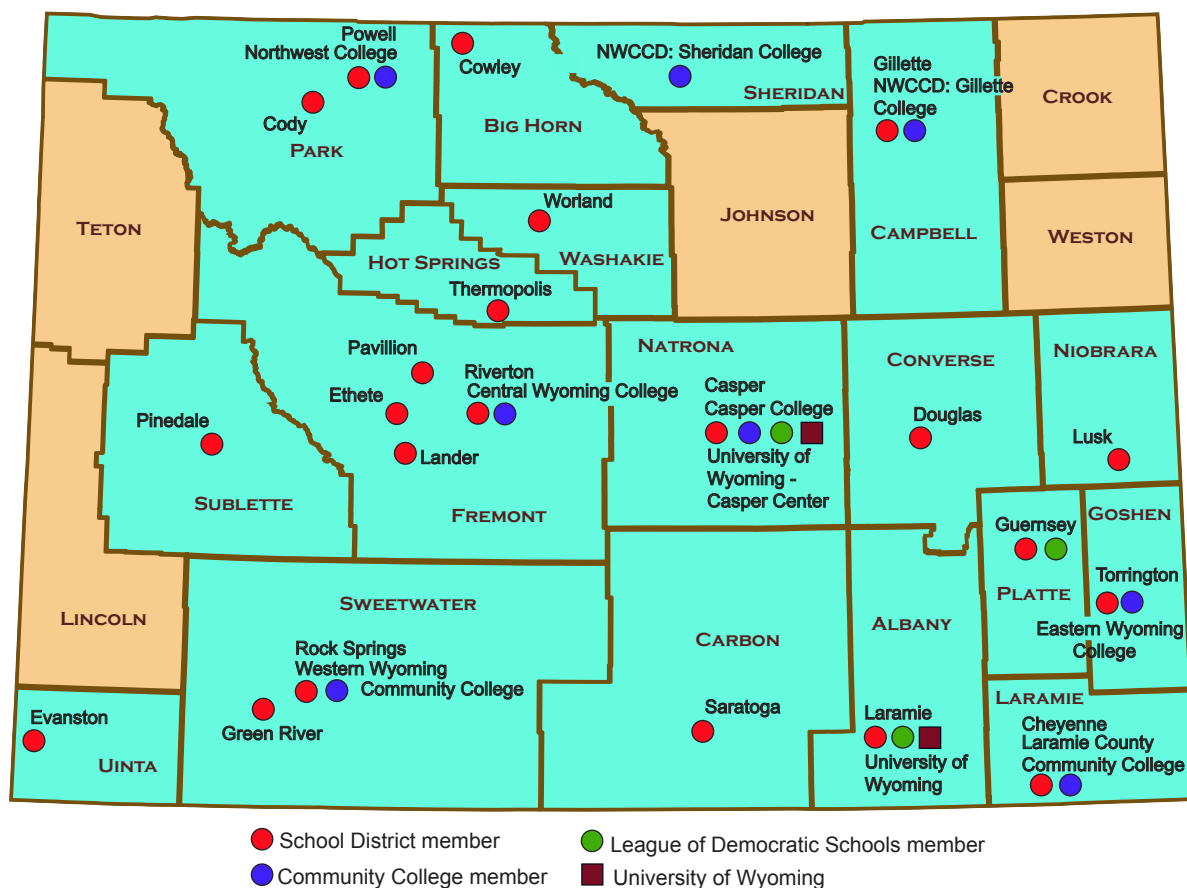 Powell
Northwest College
Cody
PARK
Cowley
BIG HORN
NWCCD: Sheridan College
SHERIDAN
Gillette
NWCCD: Gillette
College
CAMPBELL
CROOK
WESTON
TETON
JOHNSON
Worland
WASHAKIE
HOT SPRINGS
Thermopolis
Pavillion
Ethete
Riverton
Central Wyoming College
Lander
FREMONT
Pinedale
SUBLETTE
NATRONA
Casper
Casper College
University of
Wyoming -
Casper Center
CONVERSE
Douglas
NIOBRARA
Lusk
GOSHEN
Torrington
Eastern Wyoming
College
Guernsey
PLATTE
LINCOLN
SWEETWATER
Rock Springs
Western Wyoming
Community College
Green River
CARBON
Saratoga
ALBANY
Laramie
University of
Wyoming
LARAMIE
Cheyenne
Laramie County
Community College
Evanston
UINTA
School District member
League of Democratic Schools member
Community College member
University of Wyoming